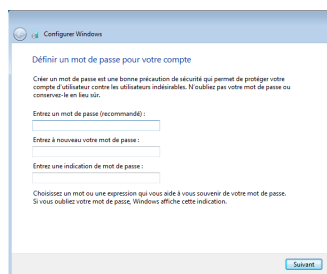 Configurer Windows
Définir un mot de passe pour votre compte
Créer un mot de passe est une bonne précaution de sécurité qui permet de protéger votre
compte d'utilisateur contre les utilisateurs indésirables. N'oubliez pas votre mot de passe ou
conservez-le en lieu sûr.
Entrez un mot de passe (recommandé) :
Entrez à nouveau votre mot de passe :
Entrez une indication de mot de passe :
Choisissez un mot ou une expression qui vous aide à vous souvenir de votre mot de passe.
Si vous oubliez votre mot de passe, Windows affiche cette indication.
Suivant